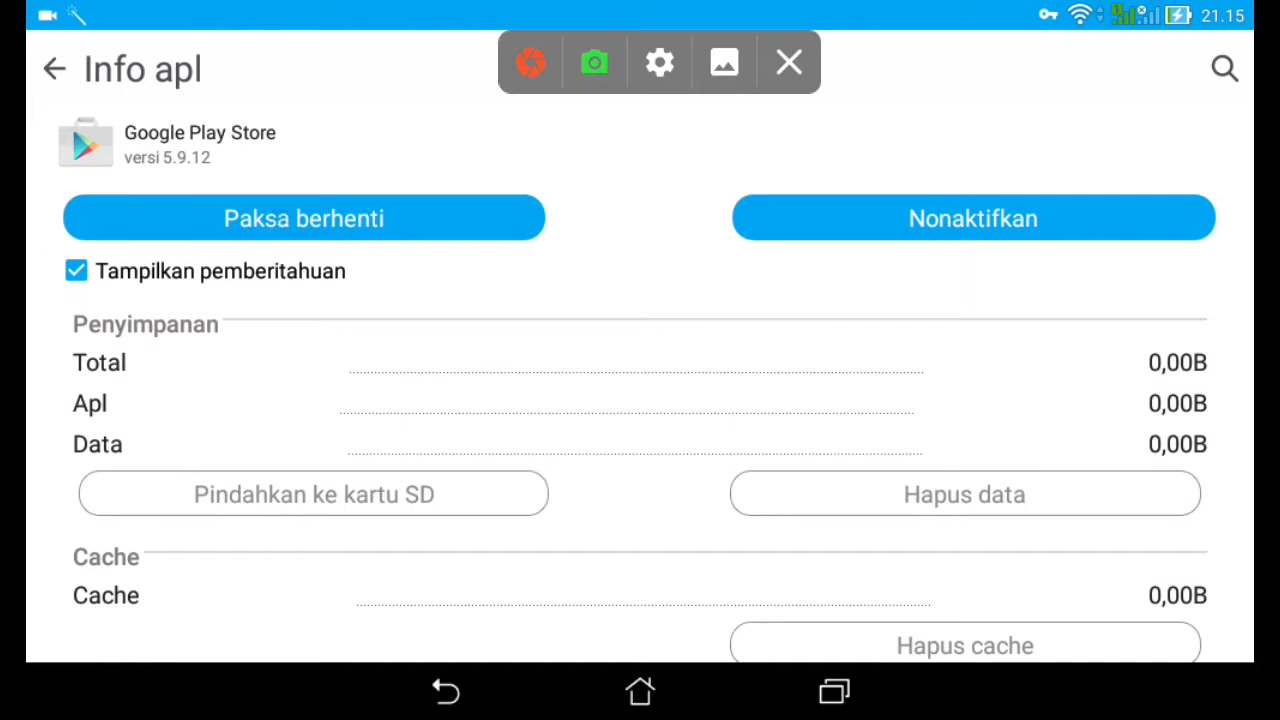 21.15
Info apl
Google Play Store
versi 5.9.12
Paksa berhenti
Nonaktifkan
Tampilkan pemberitahuan
Penyimpanan
Total 0,00B
Apl 0,00B
Data 0,00B
Pindahkan ke kartu SD
Hapus data
Cache
Cache 0,00B
Hapus cache